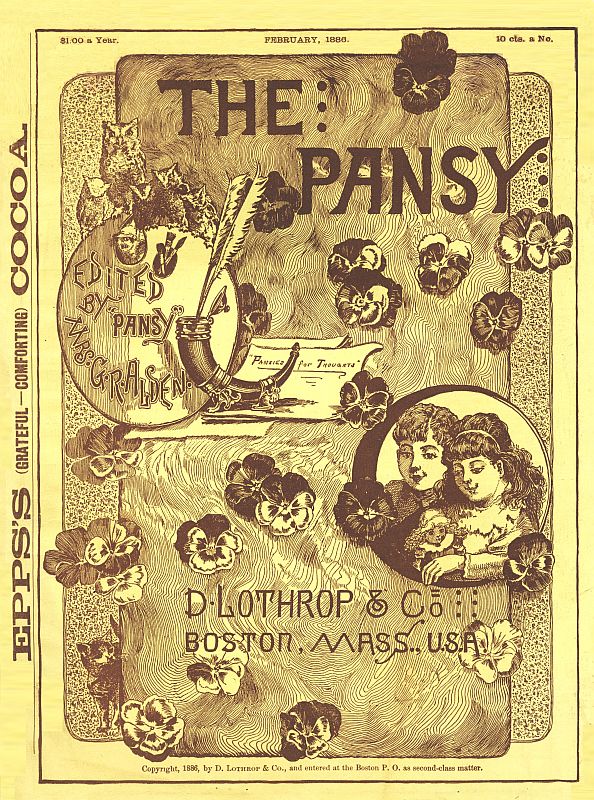 $1.00 a Year. FEBRUARY, 1886. 10 cts. a No.
THE
PANSY
EDITED
BY "PANSY"
MRS. G. R. ALDEN.
"Pansies for Thoughts"
D. LOTHROP & Co
BOSTON, MASS., U.S.A.
EPPS'S (GRATEFUL—COMFORTING) COCOA.
Copyright, 1886, by D. LOTHROP & CO., and entered at the Boston P. O. as second-class matter.